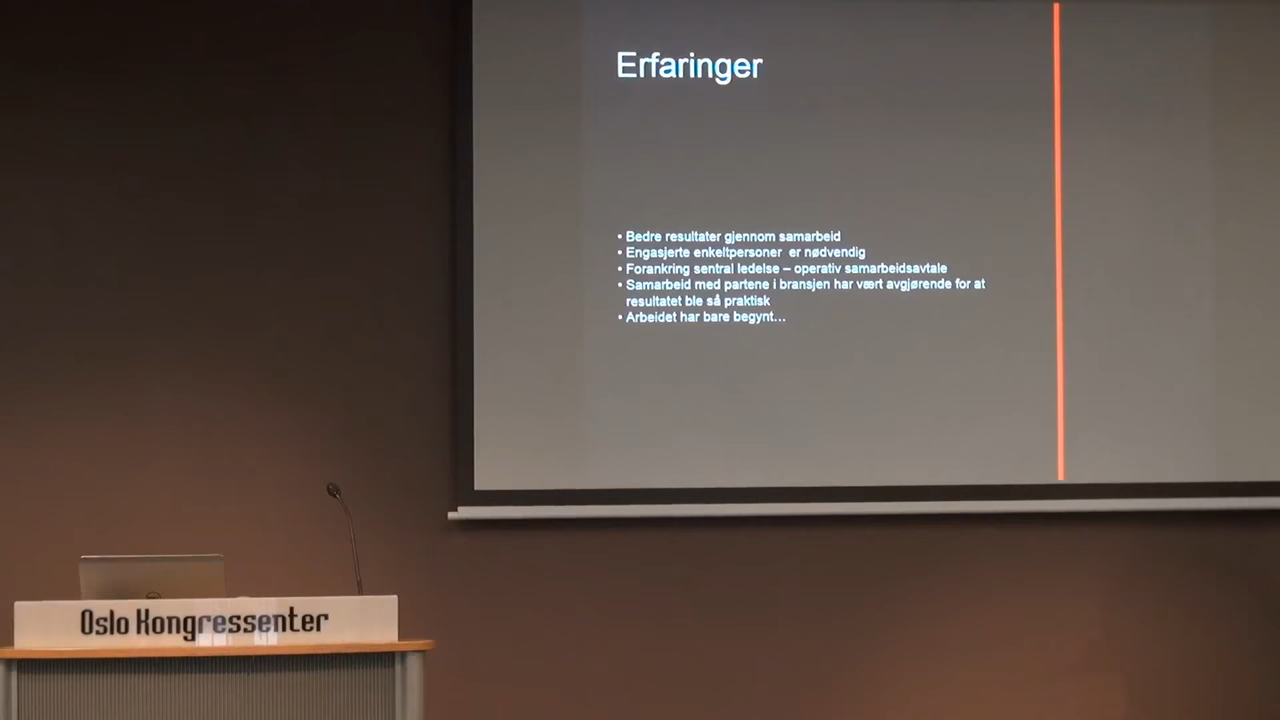 Erfaringer
• Bedre resultater gjennom samarbeid
• Engasjerte enkeltpersoner er nødvendig
• Forankring sentral ledelse – operativ samarbeidsavtale
• Samarbeid med partene i bransjen har vært avgjørende for at
resultatet ble så praktisk
• Arbeidet har bare begynt...
Oslo Kongressenter